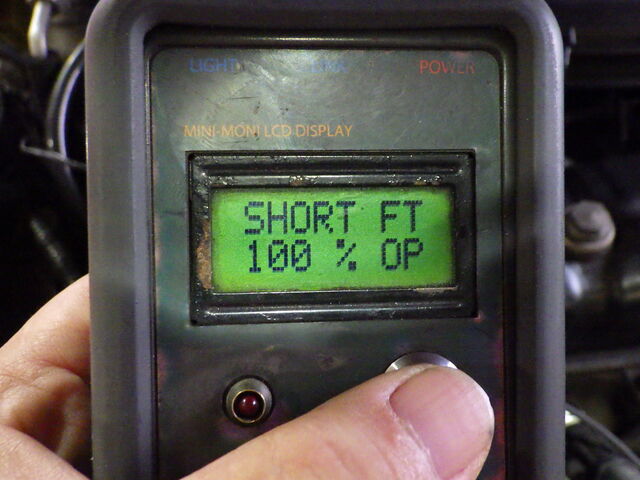 LIGHT POWER
MINI-MONI LCD DISPLAY
SHORT FT
100 % OP